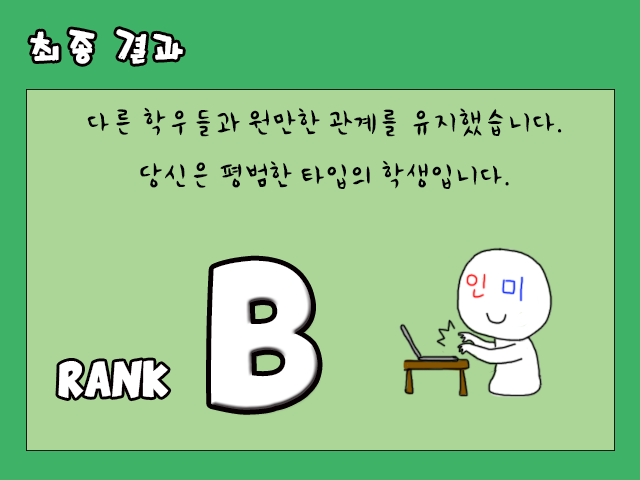 최종 결과
다른 학우들과 원만한 관계를 유지했습니다.
당신은 평범한 타입의 학생입니다.
인 미
RANK B